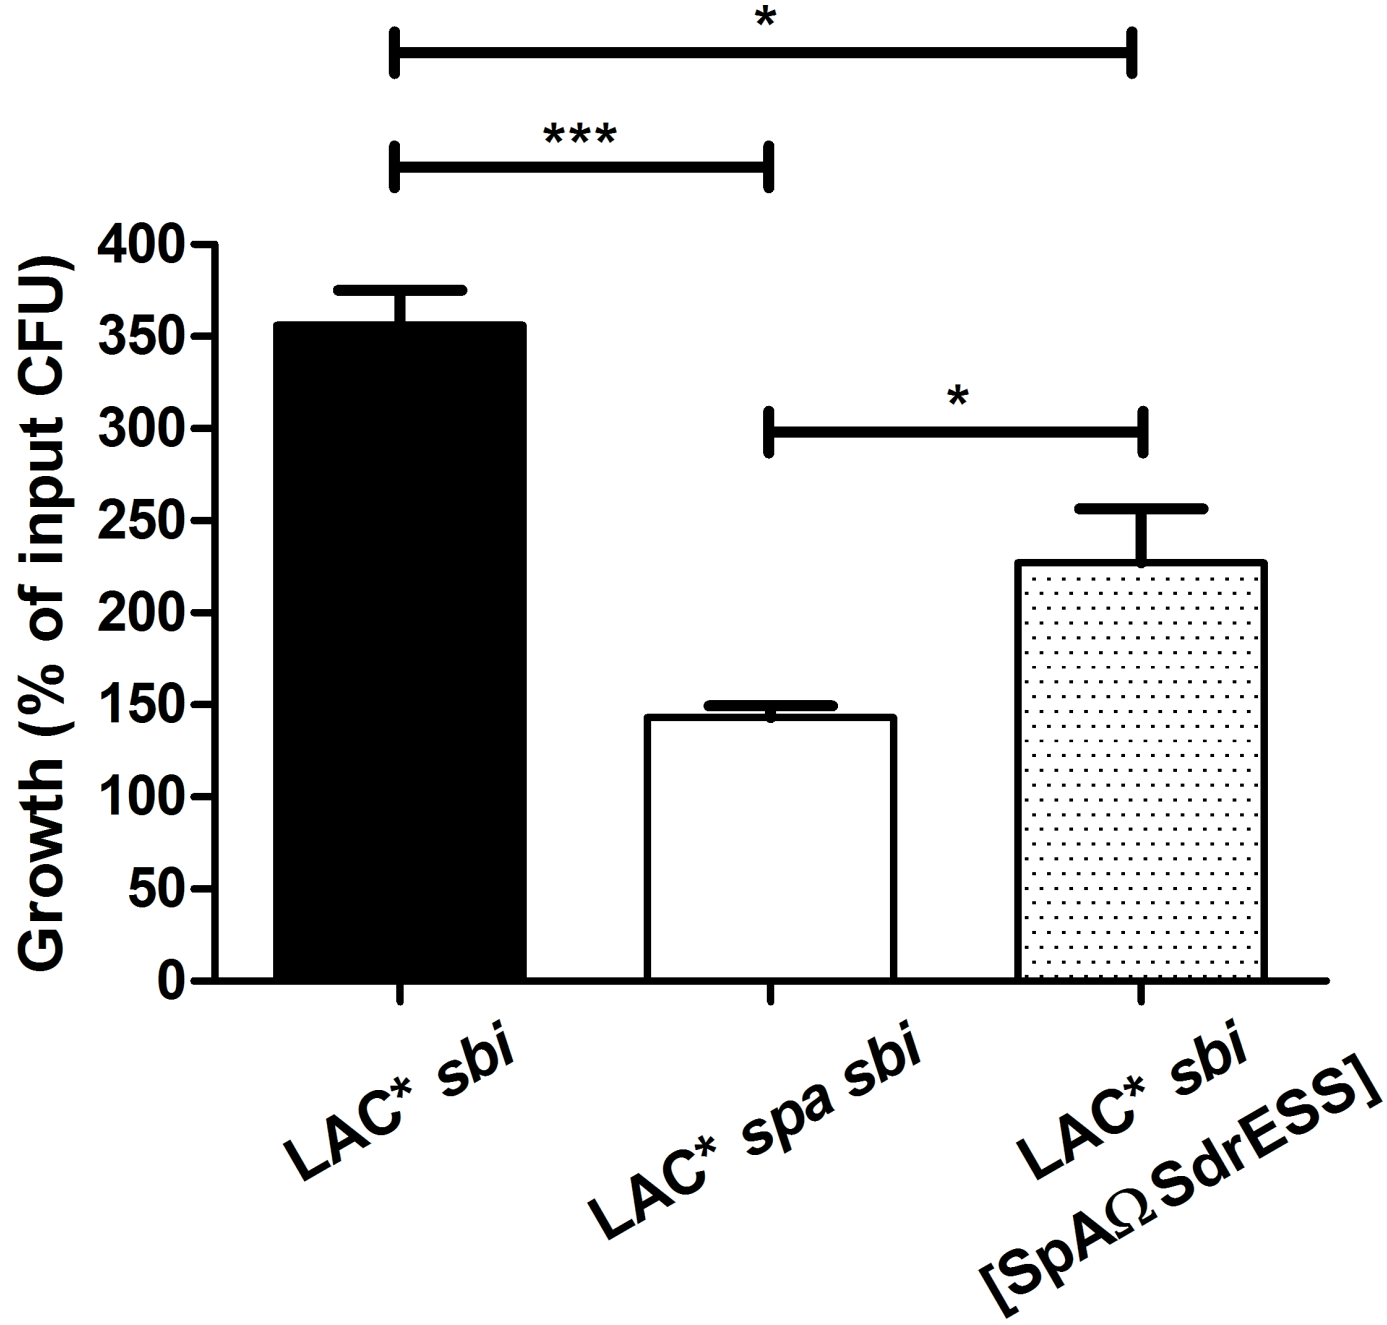 *
***
*
Growth (% of input CFU)
400
350
300
250
200
150
100
50
0
LAC* sbi
LAC* spa sbi
LAC* sbi
[SpAΩSdrESS]